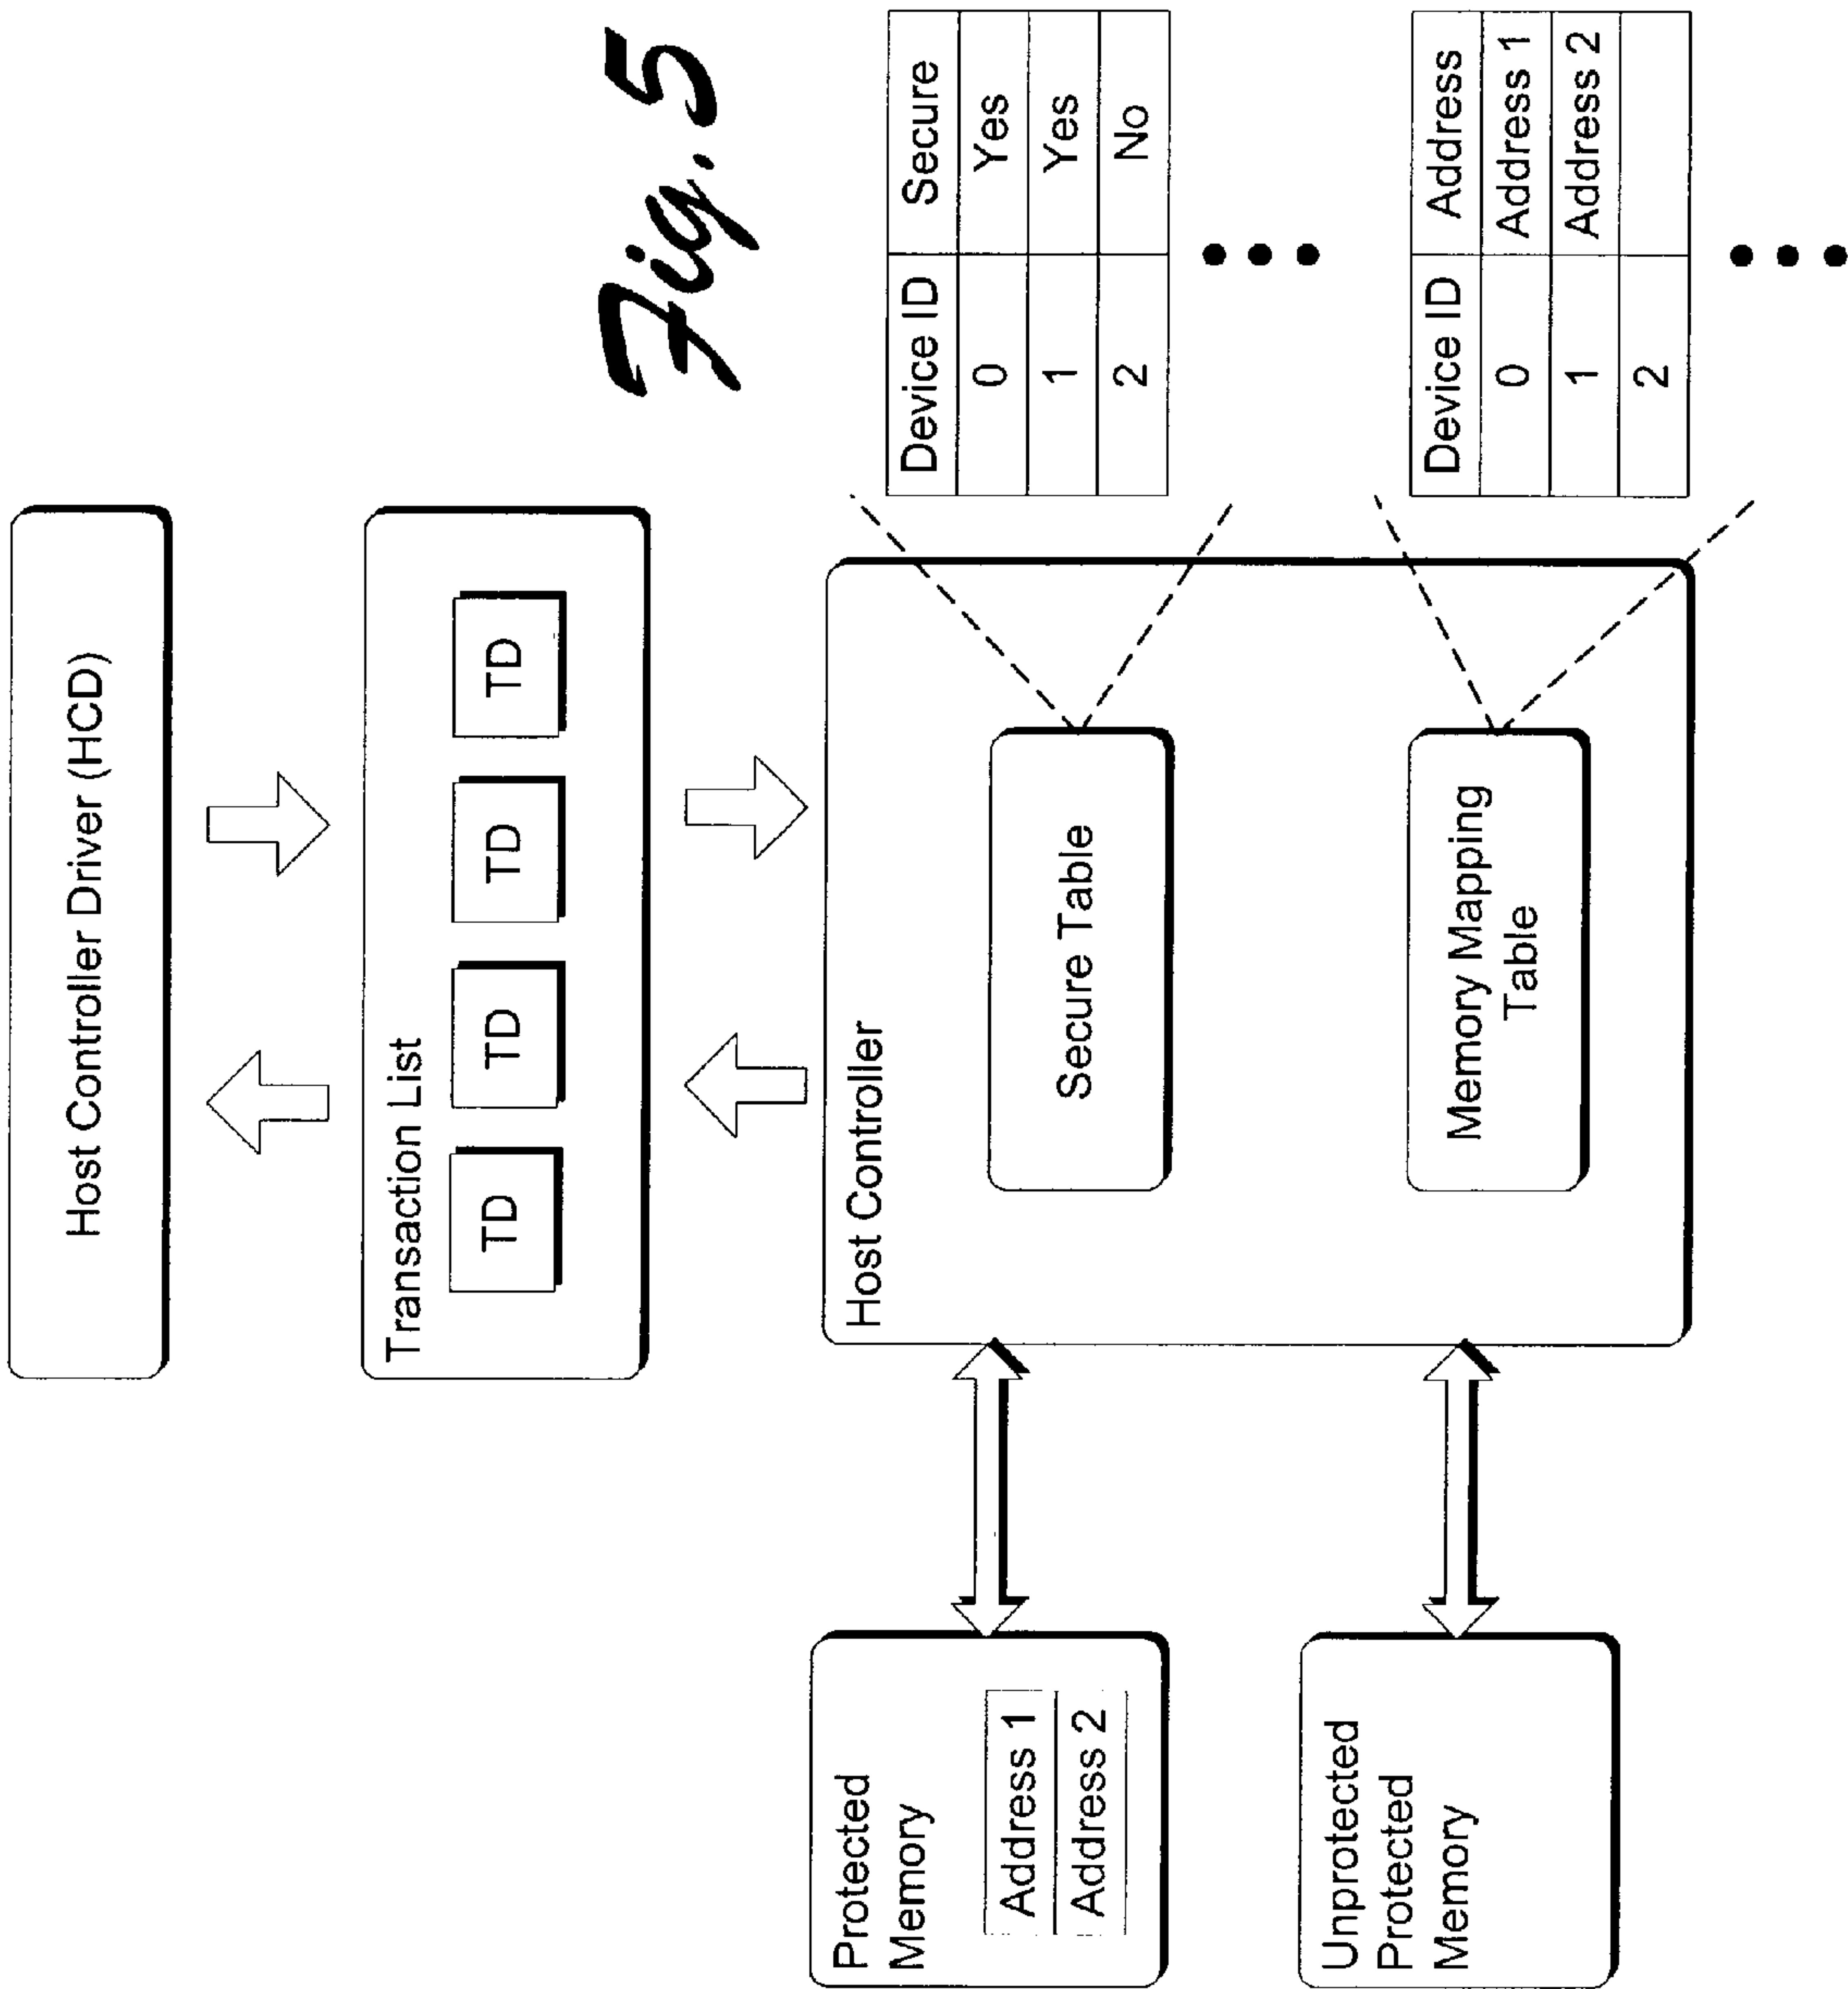 Host Controller Driver (HCD)
Transaction List
TD TD TD TD
Fig. 5
Protected
Memory
Address 1
Address 2
Unprotected
Protected
Memory
Host Controller
Secure Table
Memory Mapping
Table
Device ID Secure
0 Yes
1 Yes
2 No
Device ID Address
0 Address 1
1 Address 2
2